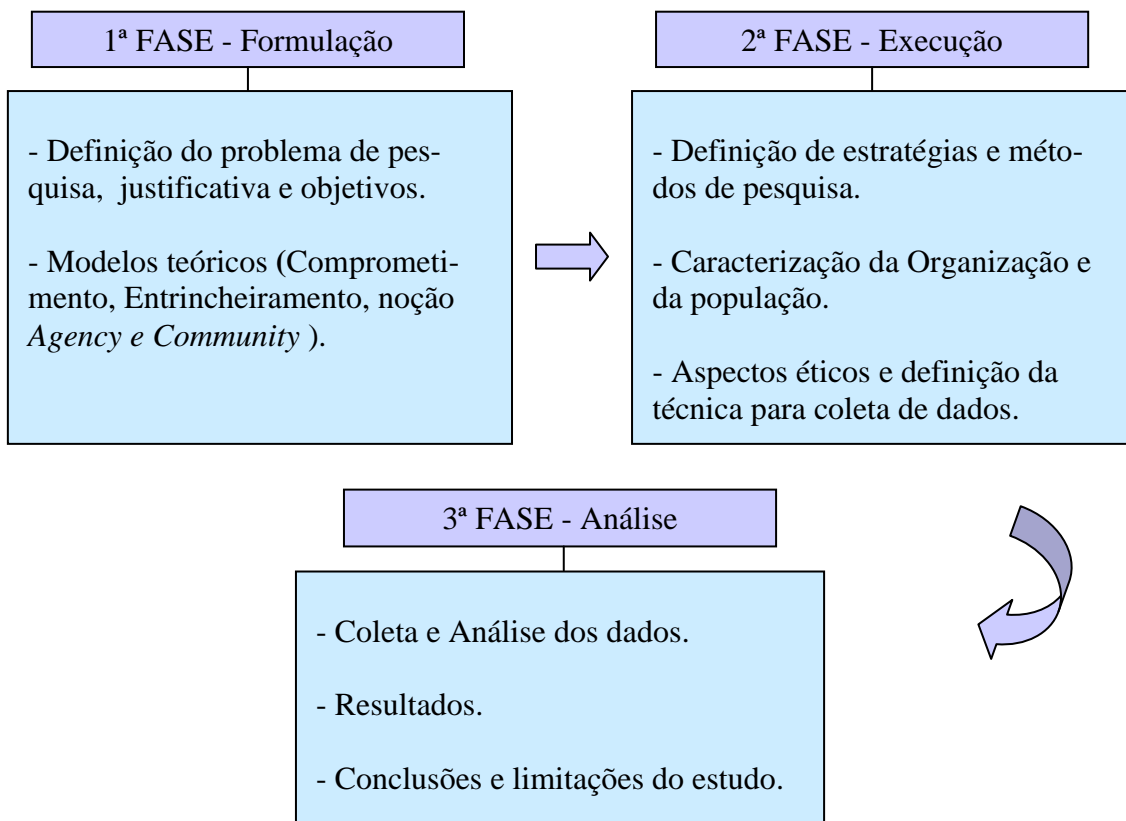 1ª FASE - Formulação
- Definição do problema de pes-
quisa, justificativa e objetivos.
- Modelos teóricos (Comprometi-
mento, Entrincheiramento, noção
Agency e Community ).
2ª FASE - Execução
- Definição de estratégias e méto-
dos de pesquisa.
- Caracterização da Organização e
da população.
- Aspectos éticos e definição da
técnica para coleta de dados.
3ª FASE - Análise
- Coleta e Análise dos dados.
- Resultados.
- Conclusões e limitações do estudo.